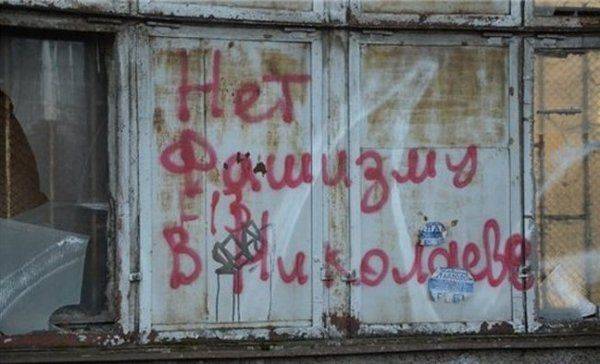 Нет
Фашизму
в Николаеве